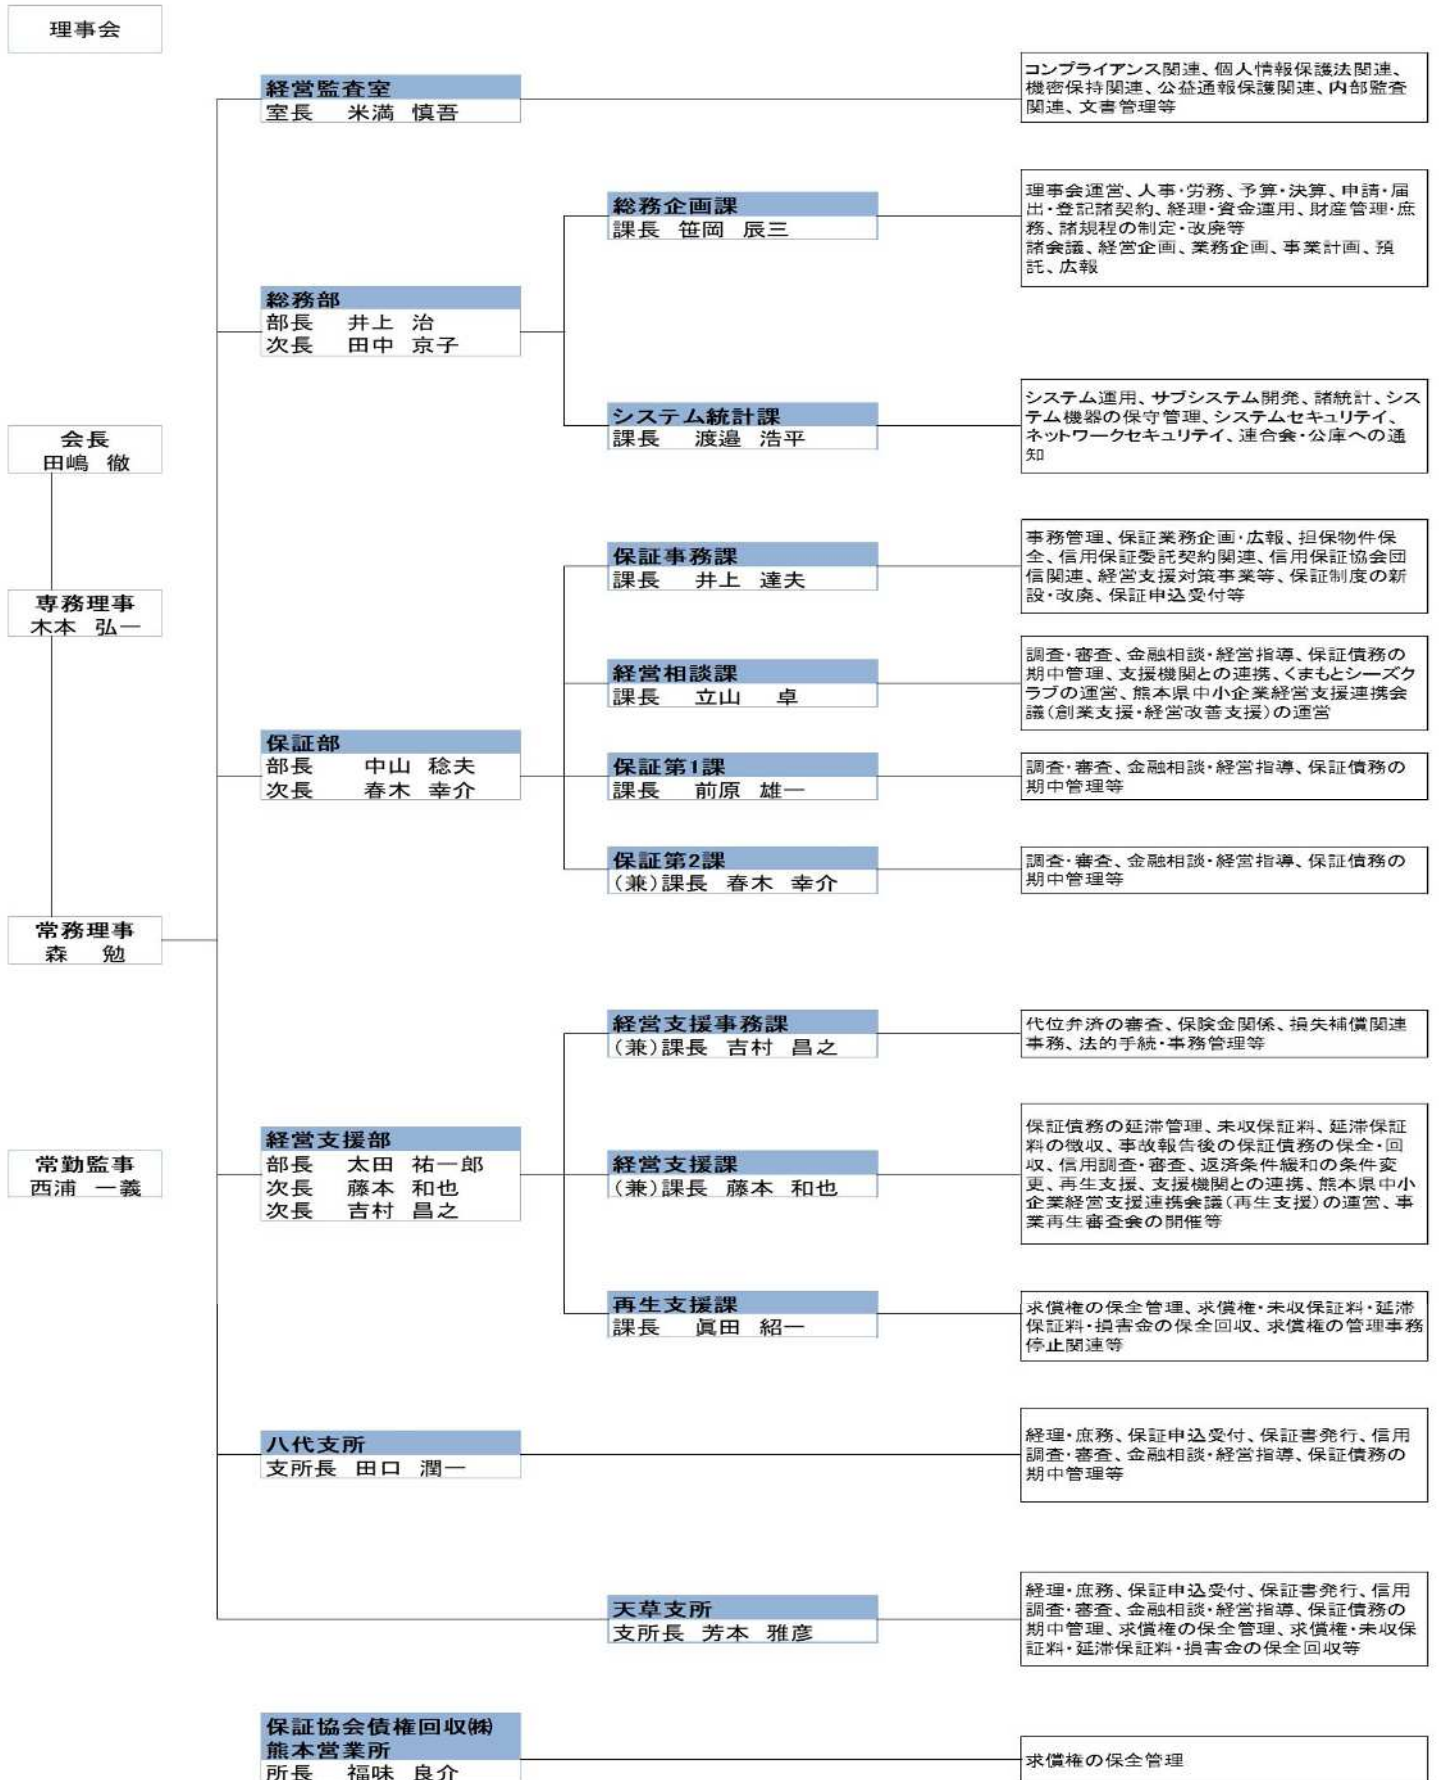 理事会
経営監査室
室長 米満 慎吾
コンプライアンス関連、個人情報保護法関連、
機密保持関連、公益通報保護関連、内部監査
関連、文書管理等
総務企画課
課長 笹岡 辰三
理事会運営、人事・労務、予算・決算、申請・届
出・登記諸契約、経理・資金運用、財産管理・庶
務、諸規程の制定・改廃等
諸会議、経営企画、業務企画、事業計画、預
託、広報
総務部
部長 井上 治
次長 田中 京子
システム統計課
課長 渡邉 浩平
システム運用、サブシステム開発、諸統計、シス
テム機器の保守管理、システムセキュリテイ、
ネットワークセキュリテイ、連合会・公庫への通
知
会長
田嶋 徹
保証事務課
課長 井上 達夫
事務管理、保証業務企画・広報、担保物件保
全、信用保証委託契約関連、信用保証協会団
信関連、経営支援対策事業等、保証制度の新
設・改廃、保証申込受付等
専務理事
木本 弘一
経営相談課
課長 立山 卓
調査・審査、金融相談・経営指導、保証債務の
期中管理、支援機関との連携、くまもとシーズク
ラブの運営、熊本県中小企業経営支援連携会
議(創業支援・経営改善支援)の運営
保証部
部長 中山 稔夫
次長 春木 幸介
保証第1課
課長 前原 雄一
調査・審査、金融相談・経営指導、保証債務の
期中管理等
保証第2課
(兼)課長 春木 幸介
調査・審査、金融相談・経営指導、保証債務の
期中管理等
常務理事
森 勉
経営支援事務課
(兼)課長 吉村 昌之
代位弁済の審査、保険金関係、損失補償関連
事務、法的手続・事務管理等
経営支援部
部長 太田 祐一郎
次長 藤本 和也
次長 吉村 昌之
経営支援課
(兼)課長 藤本 和也
保証債務の延滞管理、未収保証料、延滞保証
料の徴収、事故報告後の保証債務の保全・回
収、信用調査・審査、返済条件緩和の条件変
更、再生支援、支援機関との連携、熊本県中小
企業経営支援連携会議(再生支援)の運営、事
業再生審査会の開催等
常勤監事
西浦 一義
再生支援課
課長 眞田 紹一
求償権の保全管理、求償権・未収保証料・延滞
保証料・損害金の保全回収、求償権の管理事務
停止関連等
八代支所
支所長 田口 潤一
経理・庶務、保証申込受付、保証書発行、信用
調査・審査、金融相談・経営指導、保証債務の
期中管理等
天草支所
支所長 芳本 雅彦
経理・庶務、保証申込受付、保証書発行、信用
調査・審査、金融相談・経営指導、保証債務の
期中管理、求償権の保全管理、求償権・未収保
証料・延滞保証料・損害金の保全回収等
保証協会債権回収㈱
熊本営業所
所長 福味 良介
求償権の保全管理